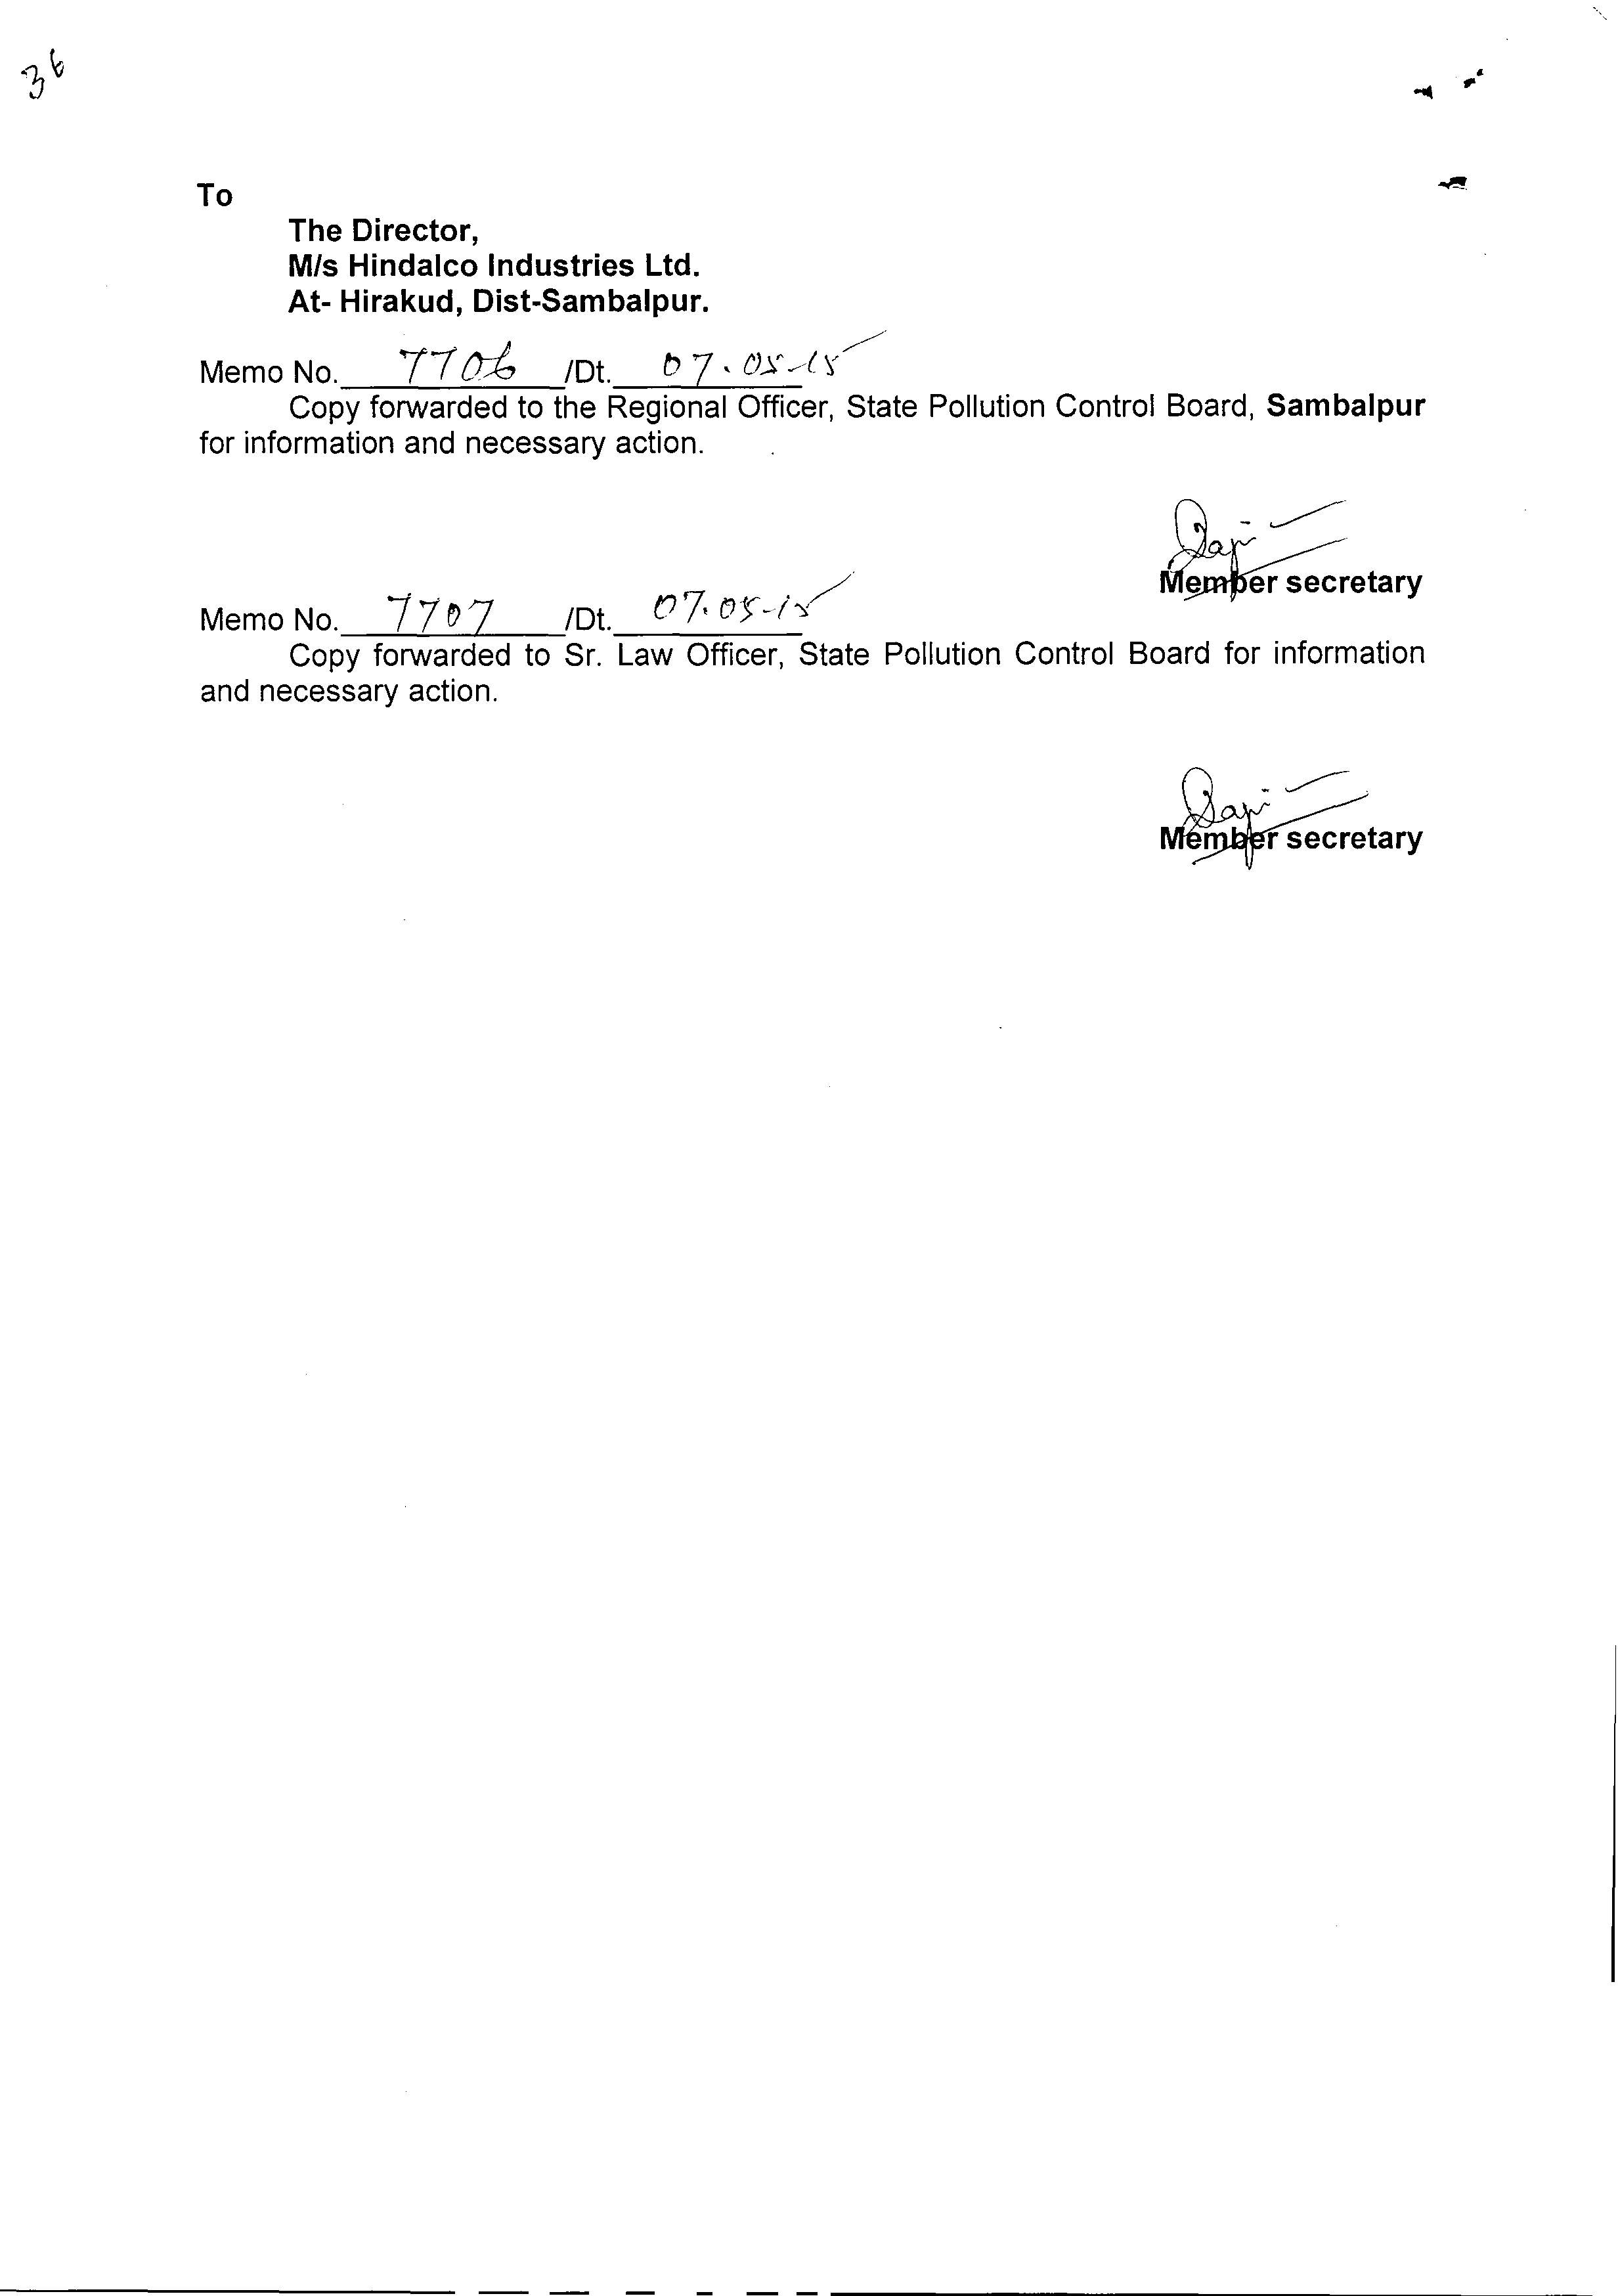 36
To
The Director,
M/s Hindalco Industries Ltd.
At- Hirakud, Dist-Sambalpur.
Memo No. 7706 /Dt. 07.05-15
Copy forwarded to the Regional Officer, State Pollution Control Board, Sambalpur
for information and necessary action.
Member secretary
Memo No. 7707 /Dt. 07.05-15
Copy forwarded to Sr. Law Officer, State Pollution Control Board for information
and necessary action.
Member secretary